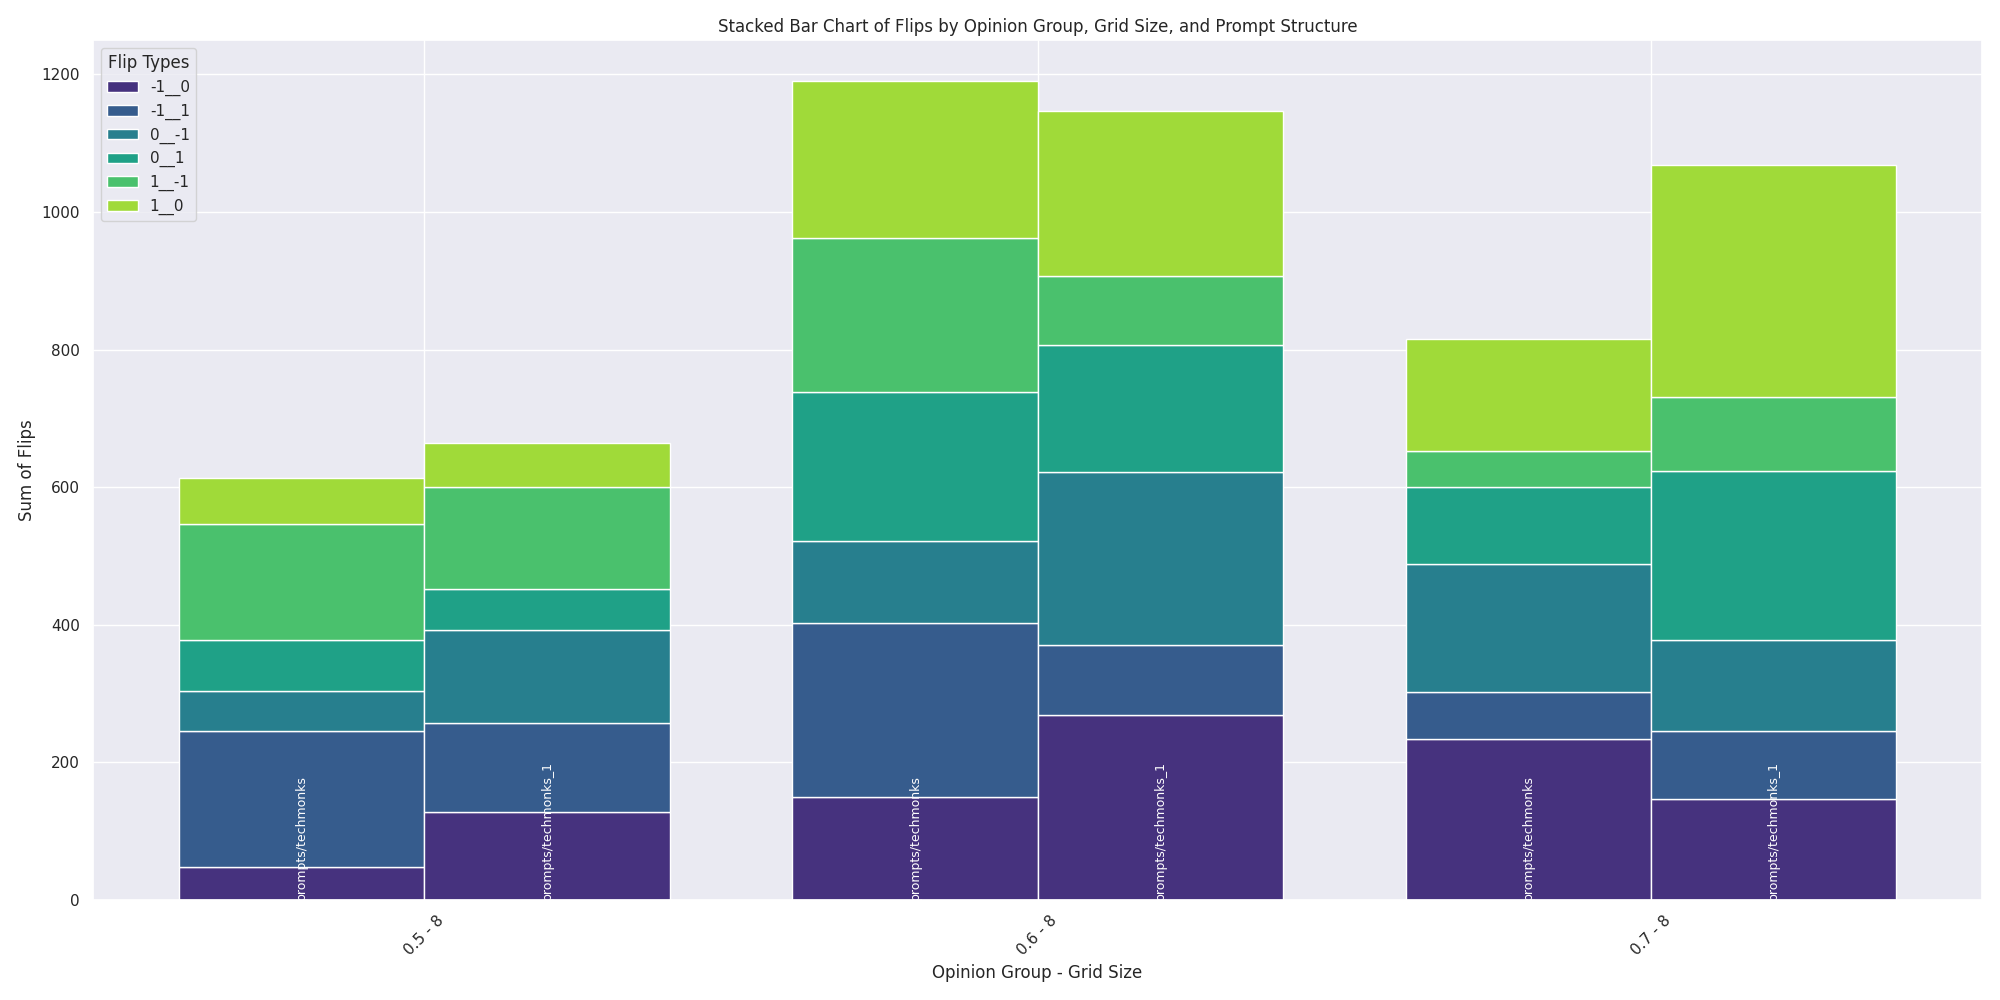 Stacked Bar Chart of Flips by Opinion Group, Grid Size, and Prompt Structure
Flip Types
-1__0
-1__1
0__-1
0__1
1__-1
1__0
Sum of Flips
1200
1000
800
600
400
200
0
prompts/techmonks
prompts/techmonks_1
prompts/techmonks
prompts/techmonks_1
prompts/techmonks
prompts/techmonks_1
0.5 - 8
0.6 - 8
0.7 - 8
Opinion Group - Grid Size